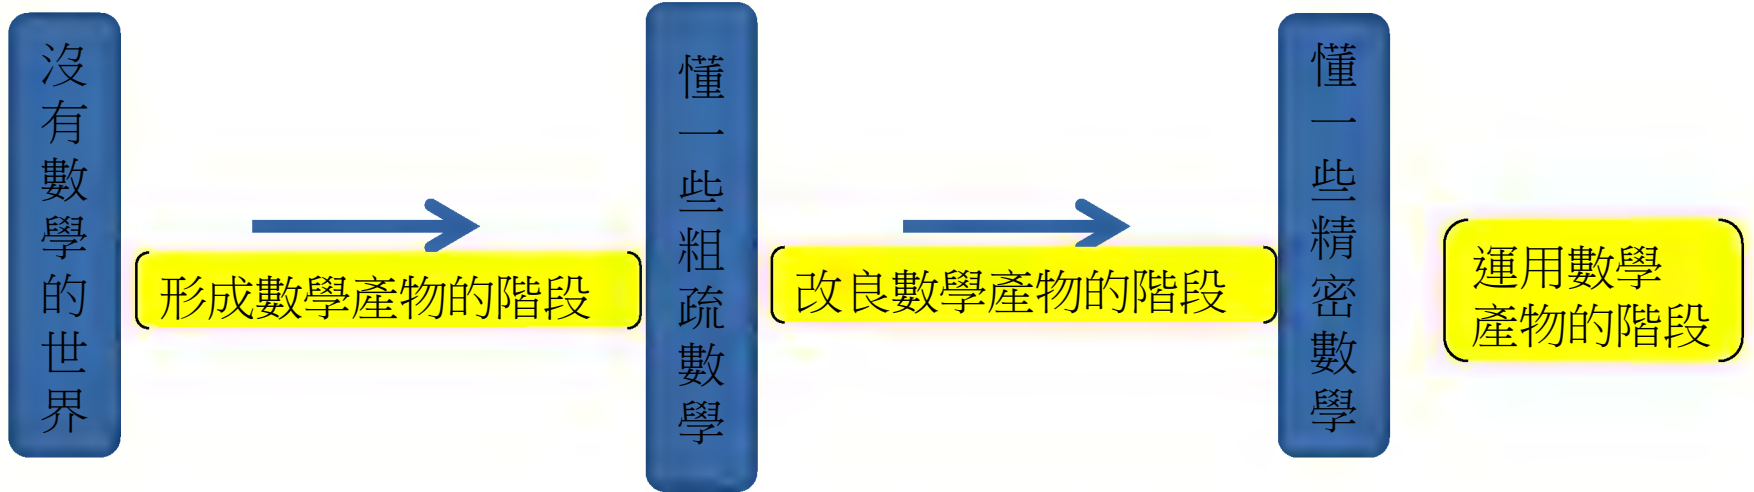 沒有數學的世界
形成數學產物的階段
懂一些粗疏數學
改良數學產物的階段
懂一些精密數學
運用數學
產物的階段